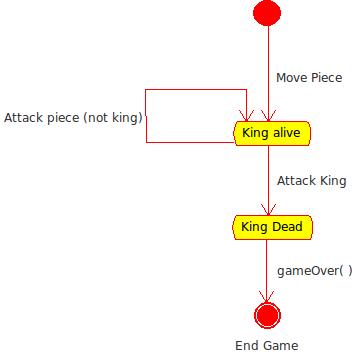 Move Piece
Attack piece (not king)
King alive
Attack King
King Dead
gameOver( )
End Game